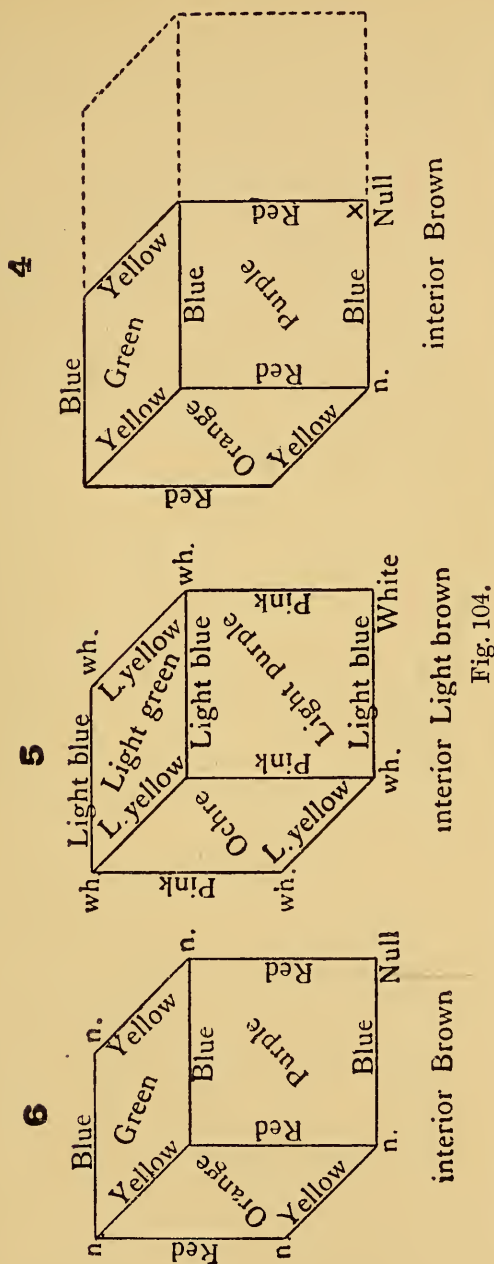 6
Blue
n
n.
n.
Yellow
Green
Yellow
Blue
Red
Orange
Red
Purple
Red
n.
Yellow
n.
Blue
Null
interior Brown
5
Light blue
wh.
wh.
wh.
L. yellow
Light green
L. yellow
Light blue
Pink
Ochre
Pink
Light purple
Pink
wh.
L. yellow
wh.
Light blue
White
interior Light brown
4
Blue
Yellow
Green
Yellow
Blue
Red
Orange
Red
Purple
Red
Yellow
n.
Blue
×
Null
interior Brown
Fig. 104.